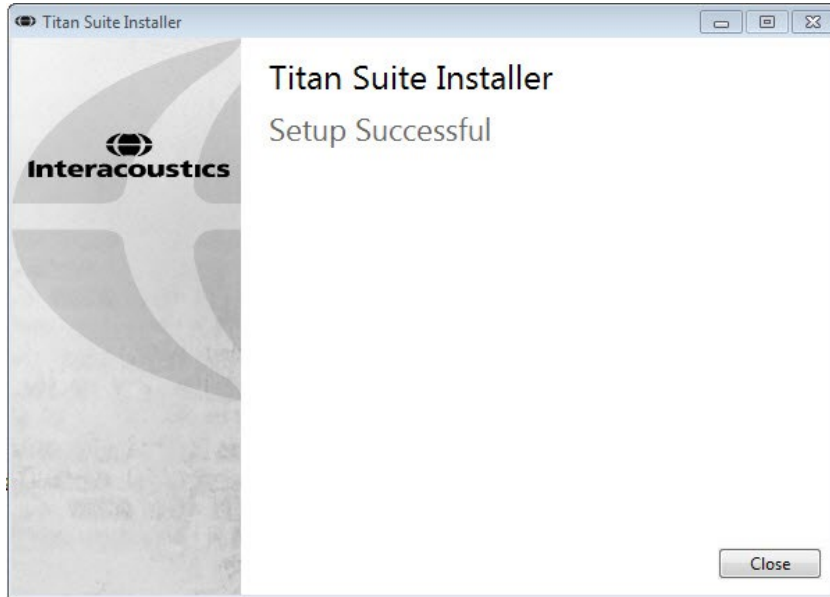 Titan Suite Installer
Titan Suite Installer
Setup Successful
Interacoustics
Close